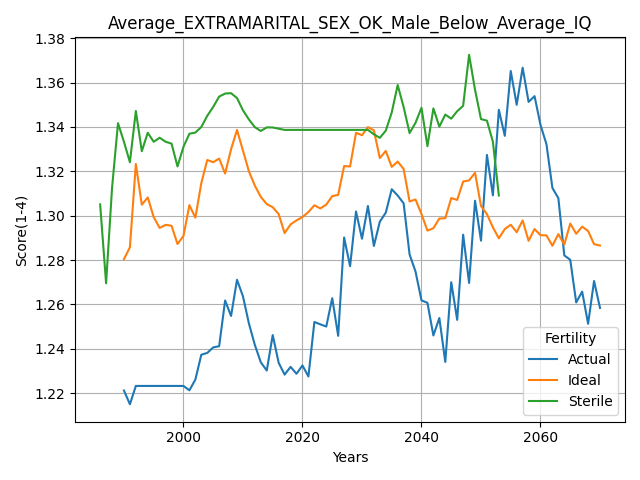 Average_EXTRAMARITAL_SEX_OK_Male_Below_Average_IQ
Score(1-4)
1.38
1.36
1.34
1.32
1.30
1.28
1.26
1.24
1.22
Fertility
Actual
Ideal
Sterile
2000
2020
2040
2060
Years